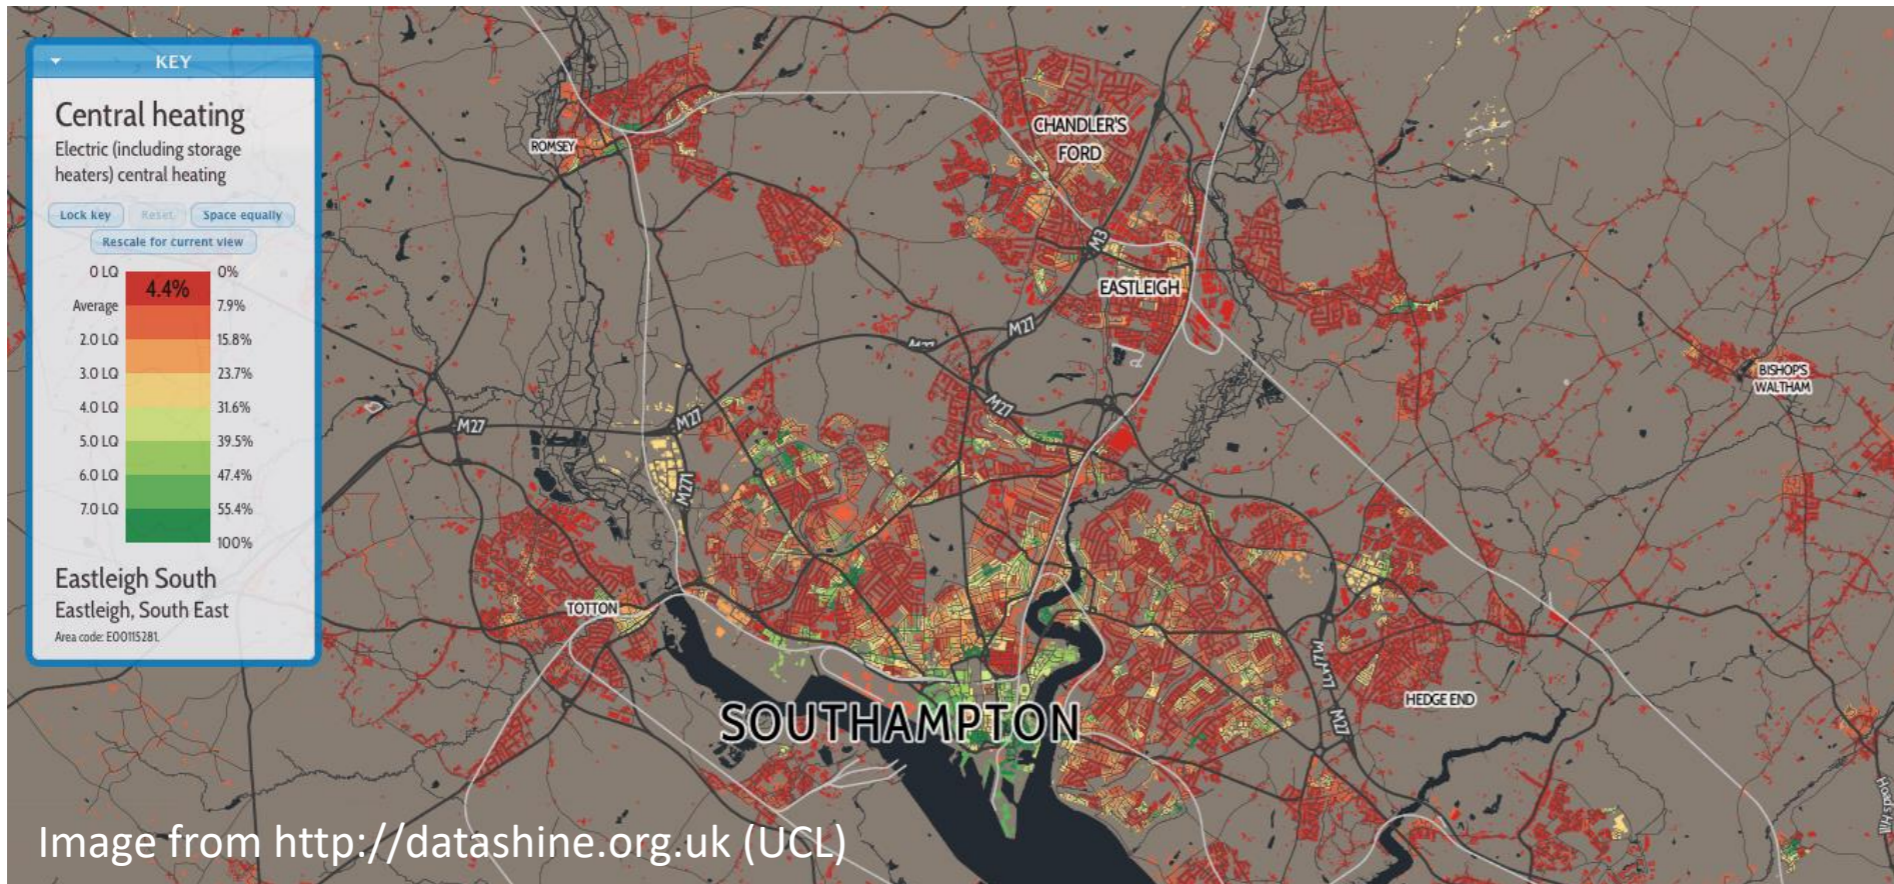 KEY
Central heating
Electric (including storage
heaters) central heating
Lock key Reset Space equally
Rescale for current view
0 LQ 0%
4.4%
Average 7.9%
2.0 LQ 15.8%
3.0 LQ 23.7%
4.0 LQ 31.6%
5.0 LQ 39.5%
6.0 LQ 47.4%
7.0 LQ 55.4%
100%
Eastleigh South
Eastleigh, South East
Area code: E00115281.
ROMSEY
CHANDLER'S
FORD
M3
EASTLEIGH
M27
M27
BISHOP'S
WALTHAM
M27
M27
M27
M271
TOTTON
M27
M27
M27
HEDGE END
SOUTHAMPTON
Image from http://datashine.org.uk (UCL)